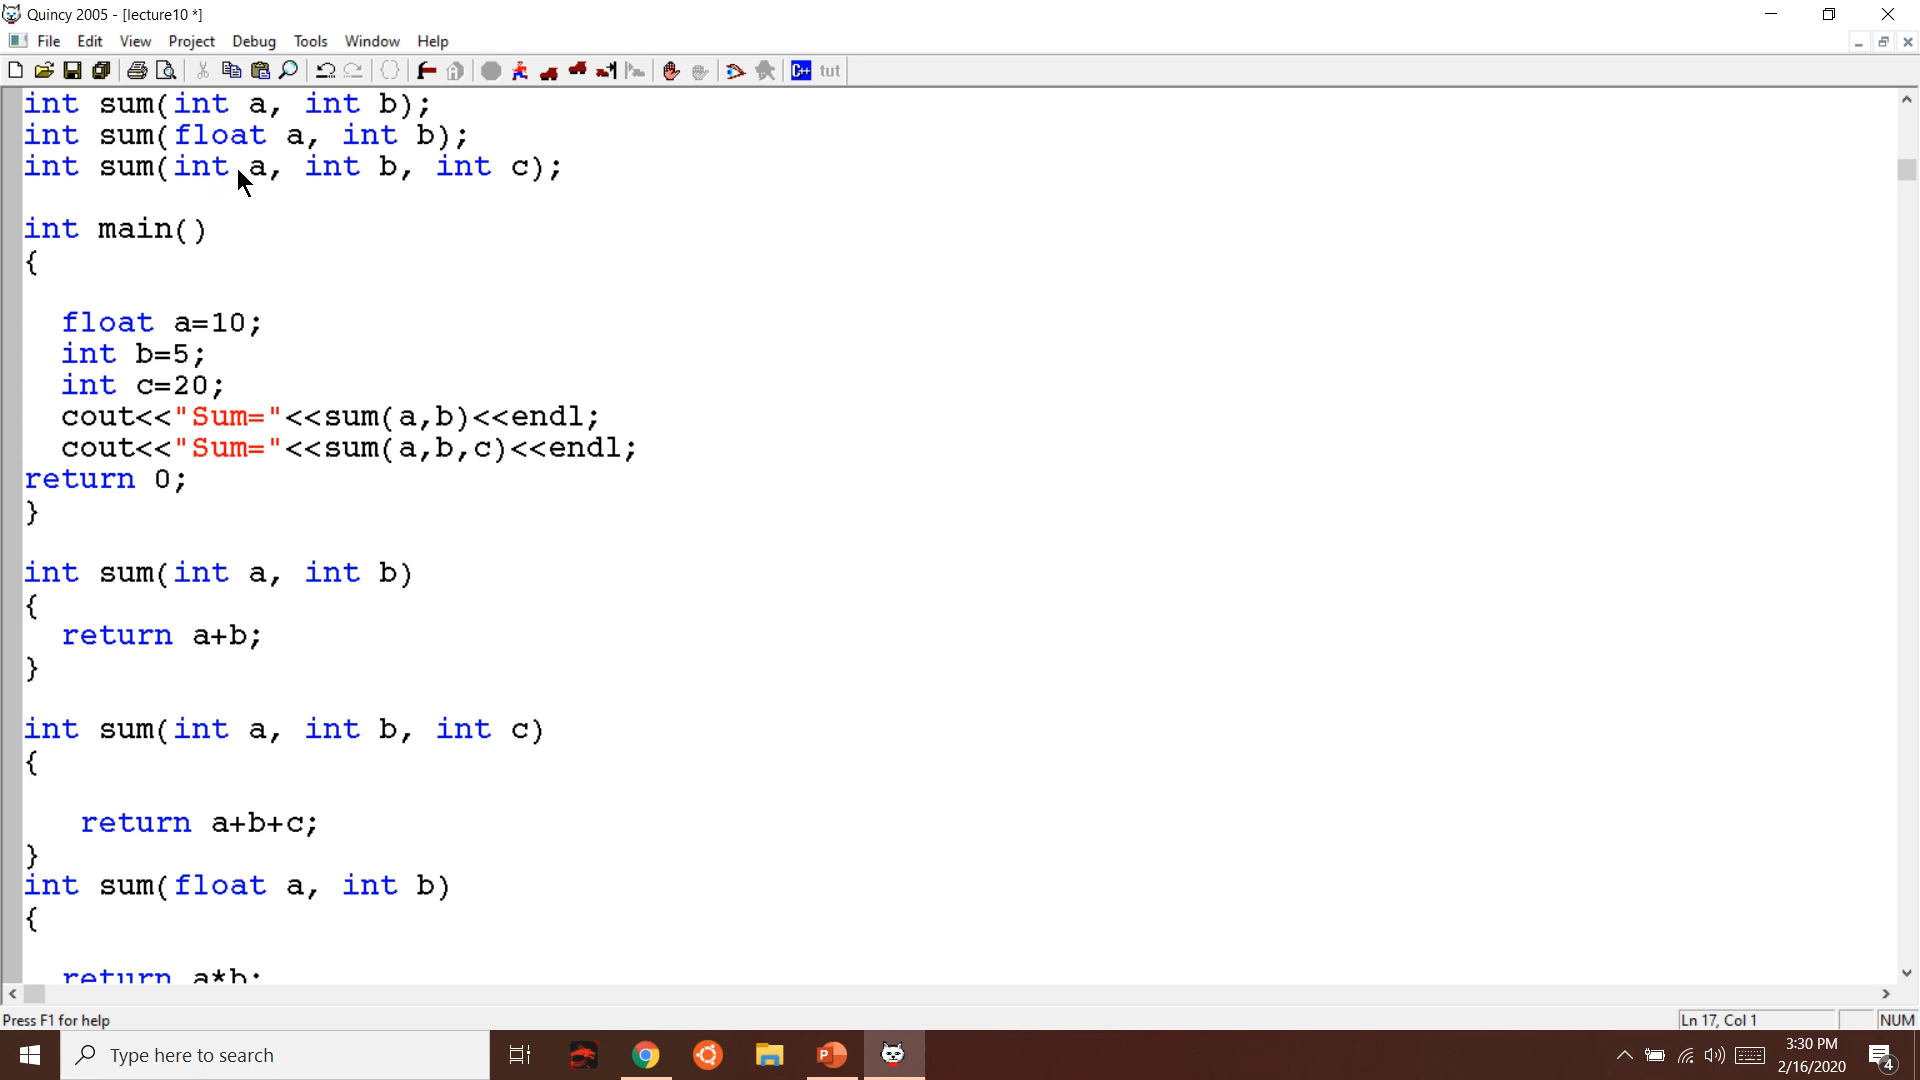 Quincy 2005 - [lecture10 *]
File Edit View Project Debug Tools Window Help
C++ tut
int sum(int a, int b);
int sum(float a, int b);
int sum(int a, int b, int c);
int main()
{
float a=10;
int b=5;
int c=20;
cout<<"Sum="<<sum(a,b)<<endl;
cout<<"Sum="<<sum(a,b,c)<<endl;
return 0;
}
int sum(int a, int b)
{
return a+b;
}
int sum(int a, int b, int c)
{
return a+b+c;
}
int sum(float a, int b)
{
return a*b;
Press F1 for help
Ln 17, Col 1
NUM
Type here to search
3:30 PM
2/16/2020
4